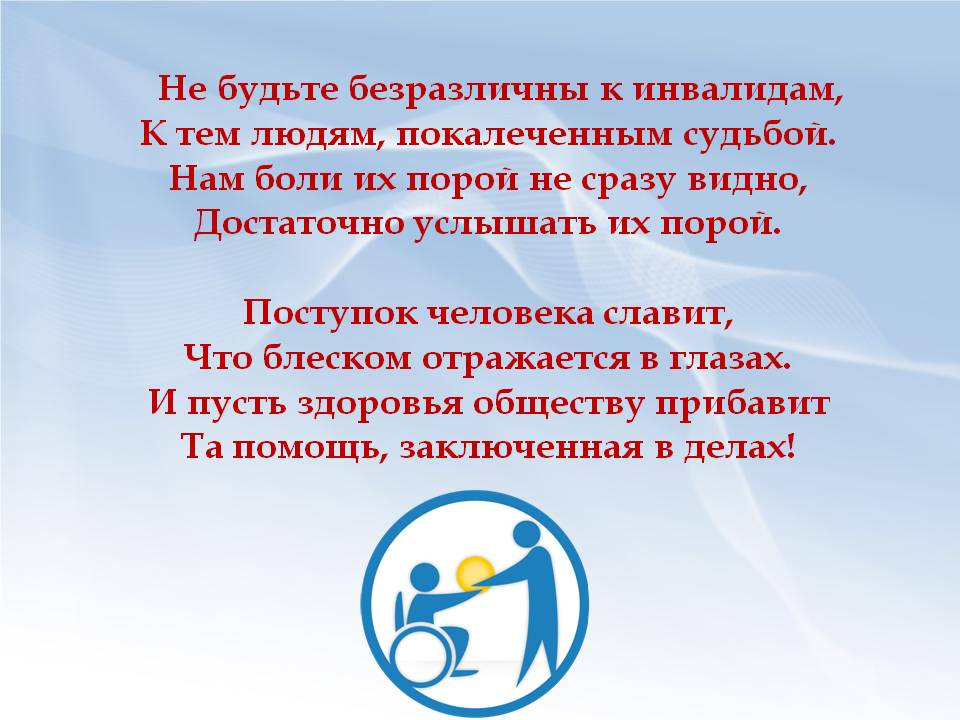 Не будьте безразличны к инвалидам,
К тем людям, покалеченным судьбой.
Нам боли их порой не сразу видно,
Достаточно услышать их порой.
Поступок человека славит,
Что блеском отражается в глазах.
И пусть здоровья обществу прибавит
Та помощь, заключенная в делах!